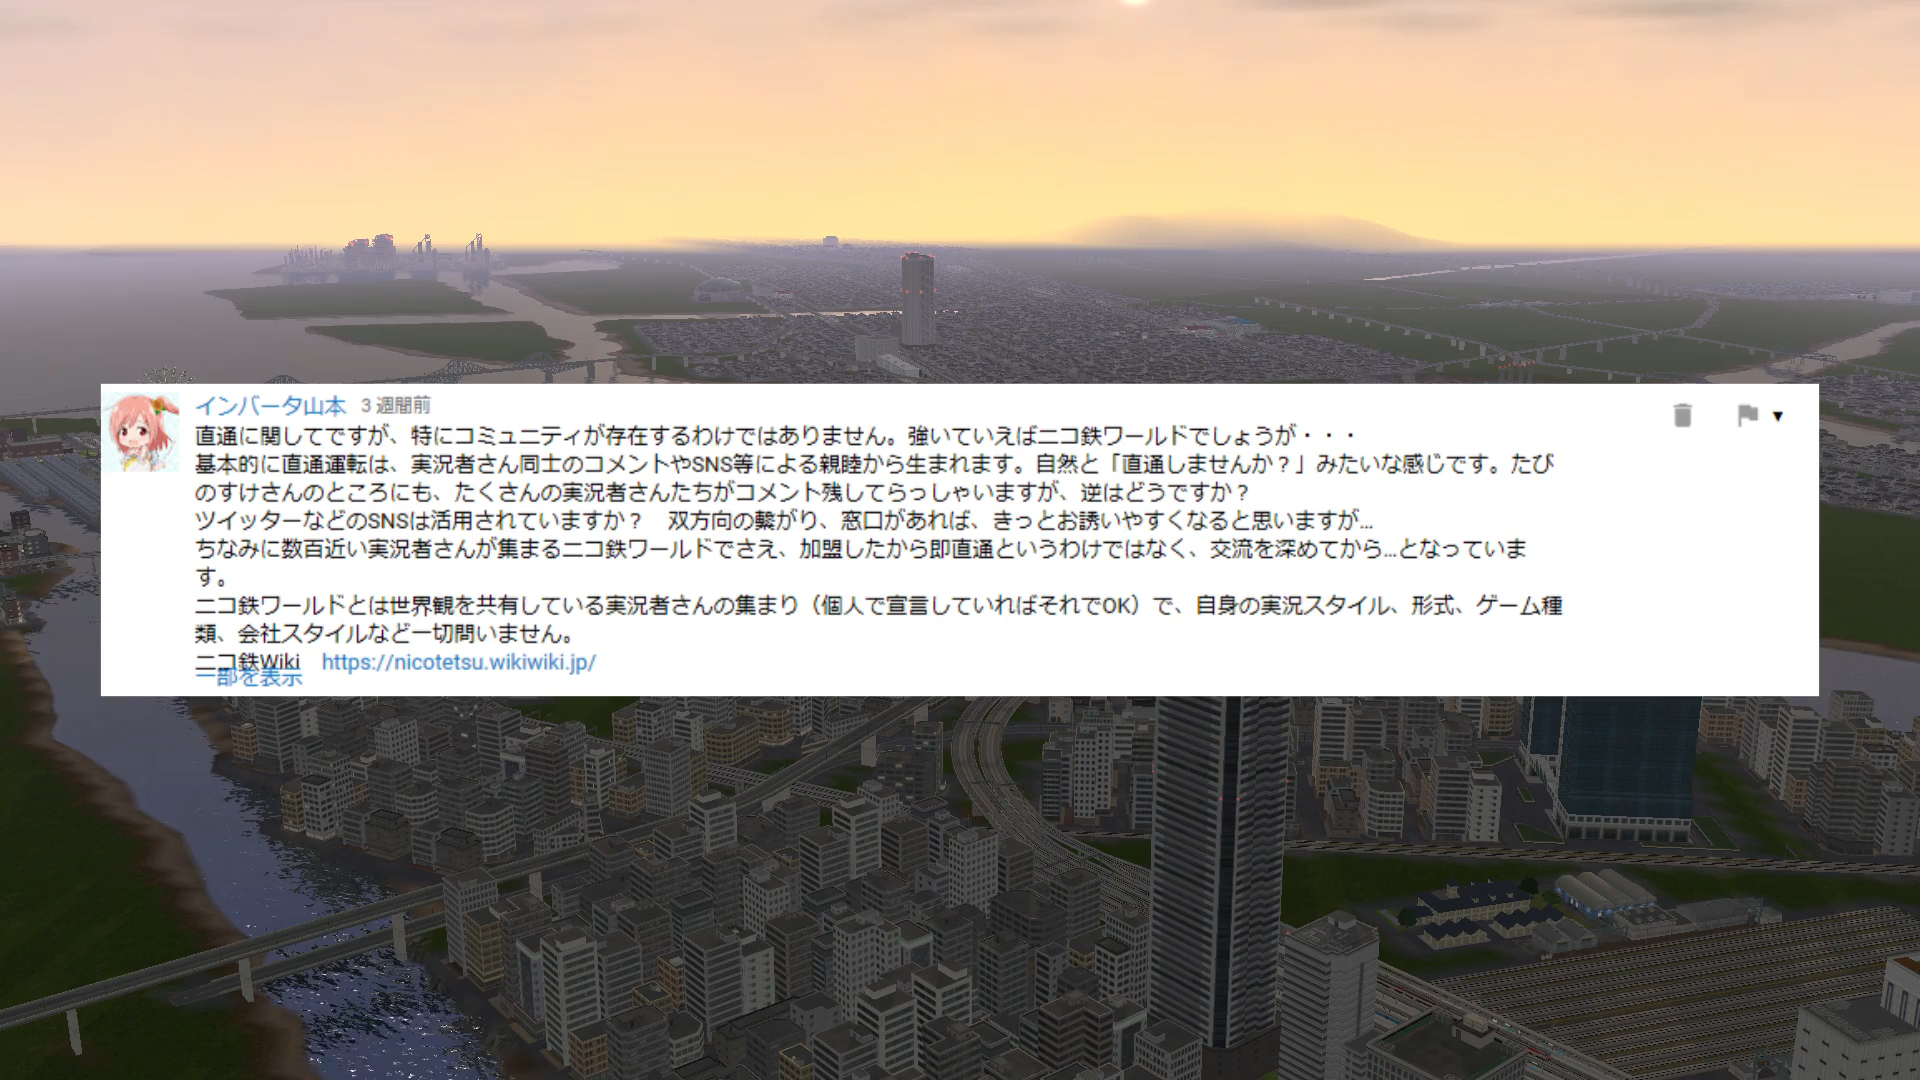 インバータ山本 3 週間前
直通に関してですが、特にコミュニティが存在するわけではありません。強いていえばニコ鉄ワールドでしょうが・・・
基本的に直通運転は、実況者さん同士のコメントやSNS等による親睦から生まれます。自然と「直通しませんか？」みたいな感じです。たび
のすけさんのところにも、たくさんの実況者さんたちがコメント残してらっしゃいますが、逆はどうですか？
ツイッターなどのSNSは活用されていますか？　双方向の繋がり、窓口があれば、きっとお誘いやすくなると思いますが...
ちなみに数百近い実況者さんが集まるニコ鉄ワールドでさえ、加盟したから即直通というわけではなく、交流を深めてから...となっていま
す。
ニコ鉄ワールドとは世界観を共有している実況者さんの集まり（個人で宣言していればそれでOK）で、自身の実況スタイル、形式、ゲーム種
類、会社スタイルなど一切問いません。
ニコ鉄Wiki　https://nicotetsu.wikiwiki.jp/
一部を表示